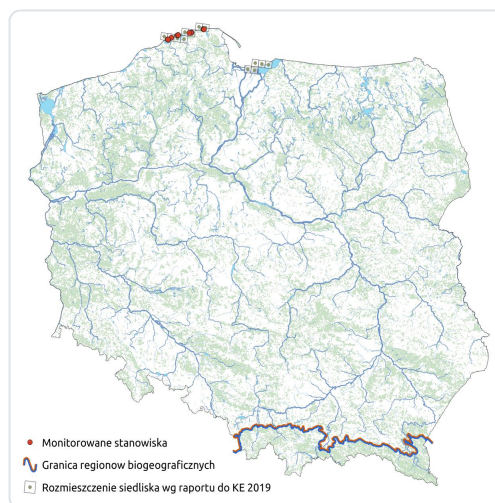 Monitorowane stanowiska
Granica regionow biogeograficznych
Rozmieszczenie siedliska wg raportu do KE 2019